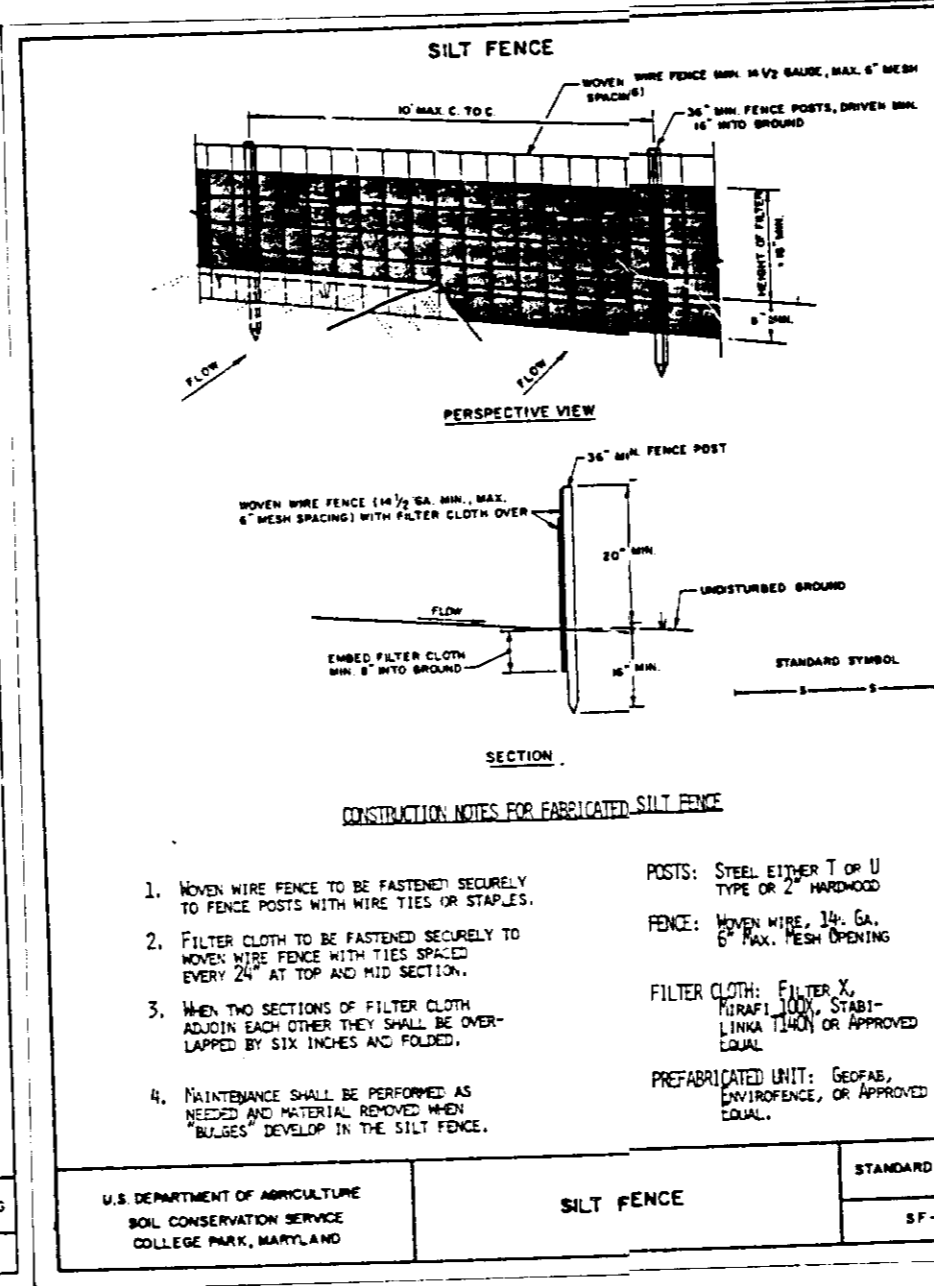 SILT FENCE
WOVEN WIRE FENCE (MIN. 14 1/2 GAUGE, MAX. 6" MESH
SPACING)
10' MAX. C. TO C.
36" MIN. FENCE POSTS, DRIVEN MIN.
16" INTO GROUND
HEIGHT OF FILTER
= 16" MIN.
8" MIN.
FLOW
FLOW
PERSPECTIVE VIEW
36" MIN. FENCE POST
WOVEN WIRE FENCE (14 1/2 GA. MIN., MAX.
6" MESH SPACING) WITH FILTER CLOTH OVER
20" MIN.
UNDISTURBED GROUND
FLOW
EMBED FILTER CLOTH
MIN. 8" INTO GROUND
16" MIN.
STANDARD SYMBOL
S S
SECTION
CONSTRUCTION NOTES FOR FABRICATED SILT FENCE
1. WOVEN WIRE FENCE TO BE FASTENED SECURELY
TO FENCE POSTS WITH WIRE TIES OR STAPLES.
2. FILTER CLOTH TO BE FASTENED SECURELY TO
WOVEN WIRE FENCE WITH TIES SPACED
EVERY 24" AT TOP AND MID SECTION.
3. WHEN TWO SECTIONS OF FILTER CLOTH
ADJOIN EACH OTHER THEY SHALL BE OVER-
LAPPED BY SIX INCHES AND FOLDED.
4. MAINTENANCE SHALL BE PERFORMED AS
NEEDED AND MATERIAL REMOVED WHEN
"BULGES" DEVELOP IN THE SILT FENCE.
POSTS: STEEL EITHER T OR U
TYPE OR 2" HARDWOOD
FENCE: WOVEN WIRE, GA.
6" MAX. MESH OPENING
FILTER CLOTH: FILTER X,
MIRAFI 100X, STABI-
LINKA T140N OR APPROVED
EQUAL
PREFABRICATED UNIT: GEOFAB,
ENVIROFENCE, OR APPROVED
EQUAL.
U.S. DEPARTMENT OF AGRICULTURE
SOIL CONSERVATION SERVICE
COLLEGE PARK, MARYLAND
SILT FENCE
STANDARD
SF-